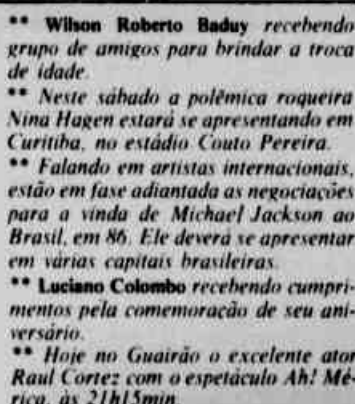 ** Wilson Roberto Baduy recebendo
grupo de amigos para brindar a troca
de idade.
** Neste sábado a polêmica roqueira
Nina Hagen estará se apresentando em
Curitiba, no estádio Couto Pereira.
** Falando em artistas internacionais,
estão em fase adiantada as negociações
para a vinda de Michael Jackson ao
Brasil, em 86. Ele deverá se apresentar
em várias capitais brasileiras.
** Luciano Colombo recebendo cumpri-
mentos pela comemoração de seu ani-
versário.
** Hoje no Guairão o excelente ator
Raul Cortez com o espetáculo Ah! Mé-
rica, às 21h15min